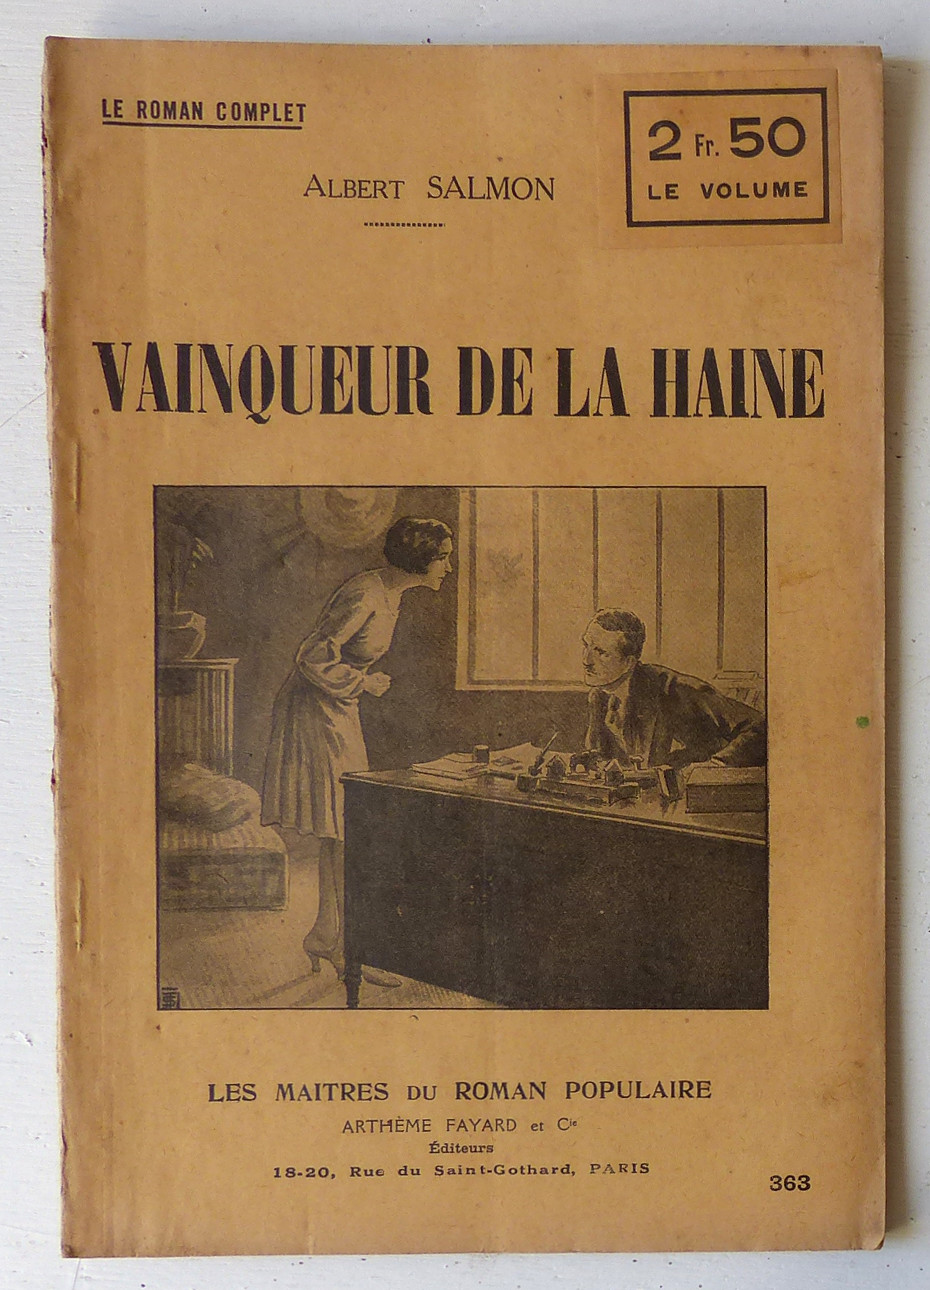 LE ROMAN COMPLET
2 Fr. 50
LE VOLUME
ALBERT SALMON
VAINQUEUR DE LA HAINE
LES MAITRES DU ROMAN POPULAIRE
ARTHÈME FAYARD et Cie
Éditeurs
18-20, Rue du Saint-Gothard, PARIS
363